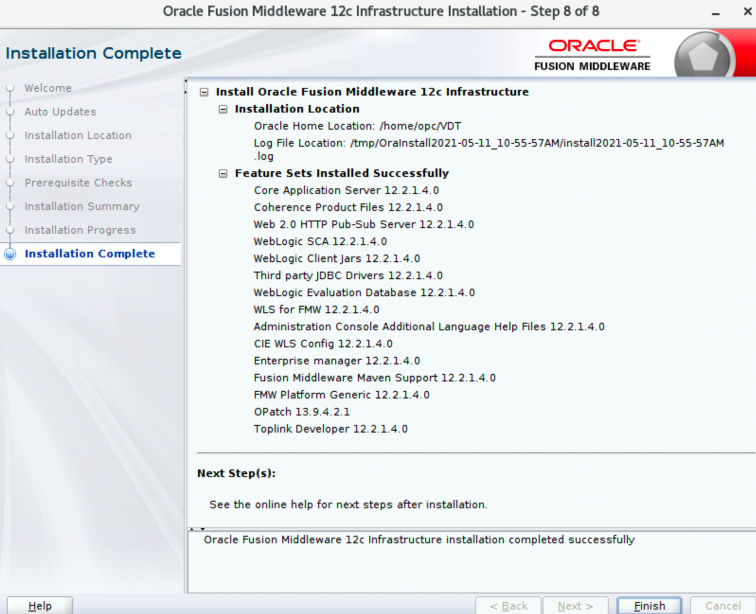 Oracle Fusion Middleware 12c Infrastructure Installation - Step 8 of 8
Installation Complete
ORACLE
FUSION MIDDLEWARE
Welcome
Auto Updates
Installation Location
Installation Type
Prerequisite Checks
Installation Summary
Installation Progress
Installation Complete
Install Oracle Fusion Middleware 12c Infrastructure
Installation Location
Oracle Home Location: /home/opc/VDT
Log File Location: /tmp/OraInstall2021-05-11_10-55-57AM/install2021-05-11_10-55-57AM
.log
Feature Sets Installed Successfully
Core Application Server 12.2.1.4.0
Coherence Product Files 12.2.1.4.0
Web 2.0 HTTP Pub-Sub Server 12.2.1.4.0
WebLogic SCA 12.2.1.4.0
WebLogic Client Jars 12.2.1.4.0
Third party JDBC Drivers 12.2.1.4.0
WebLogic Evaluation Database 12.2.1.4.0
WLS for FMW 12.2.1.4.0
Administration Console Additional Language Help Files 12.2.1.4.0
CIE WLS Config 12.2.1.4.0
Enterprise manager 12.2.1.4.0
Fusion Middleware Maven Support 12.2.1.4.0
FMW Platform Generic 12.2.1.4.0
OPatch 13.9.4.2.1
Toplink Developer 12.2.1.4.0
Next Step(s):
See the online help for next steps after installation.
Oracle Fusion Middleware 12c Infrastructure installation completed successfully
Help
< Back
Next >
Finish
Cancel